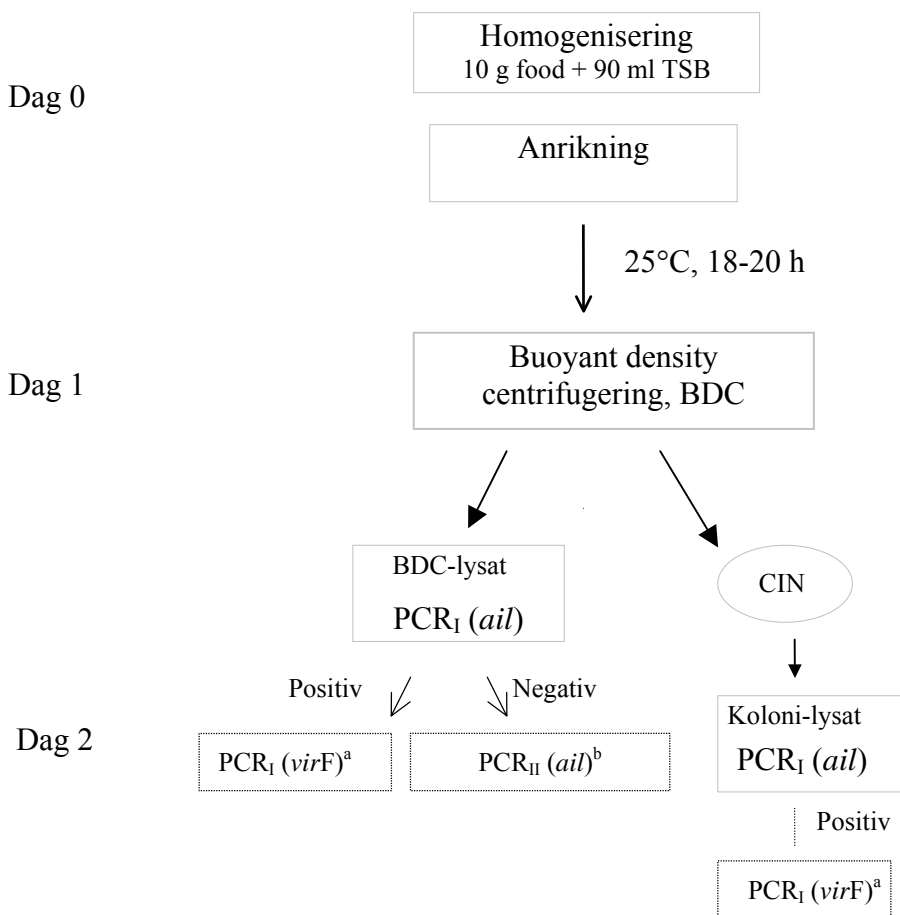 Homogenisering
10 g food + 90 ml TSB
Dag 0
Anrikning
25°C, 18-20 h
Buoyant density
centrifugering, BDC
Dag 1
BDC-lysat
PCRI (ail)
CIN
Positiv
Negativ
Koloni-lysat
PCRI (ail)
Dag 2
PCRI (virF)a
PCRII (ail)b
Positiv
PCRI (virF)a